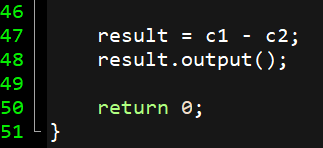 46
47 result = c1 - c2;
48 result.output();
49
50 return 0;
51 }